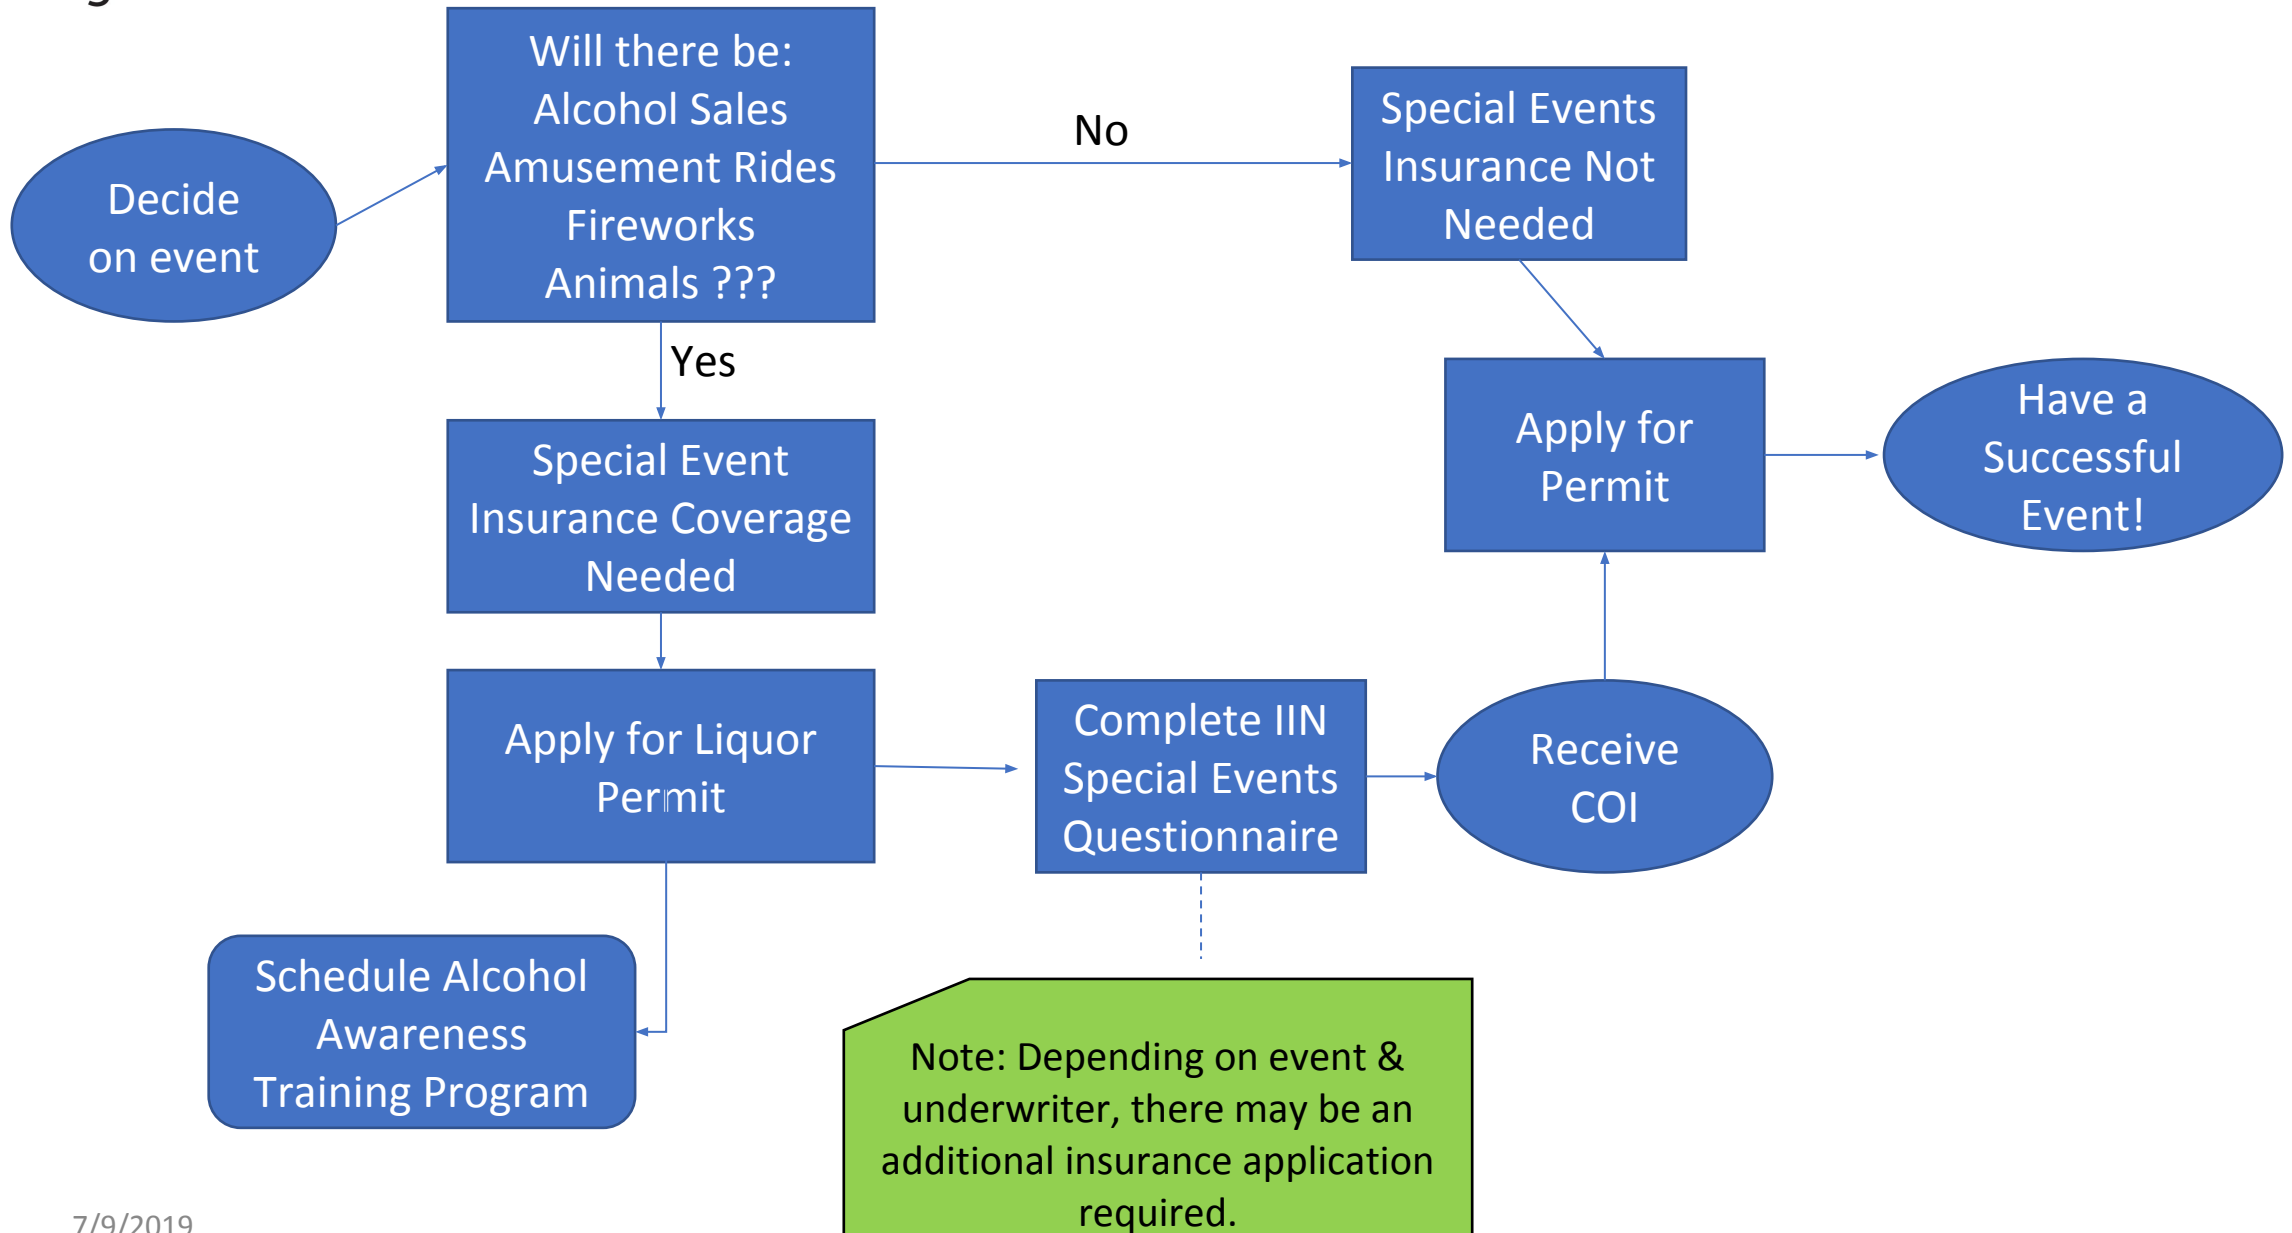 Will there be:
Alcohol Sales
Amusement Rides
Fireworks
Animals ???
No
Special Events
Insurance Not
Needed
Decide
on event
Yes
Special Event
Insurance Coverage
Needed
Apply for
Permit
Have a
Successful
Event!
Apply for Liquor
Permit
Complete IIN
Special Events
Questionnaire
Receive
COI
Schedule Alcohol
Awareness
Training Program
Note: Depending on event &
underwriter, there may be an
additional insurance application
required.
7/9/2019